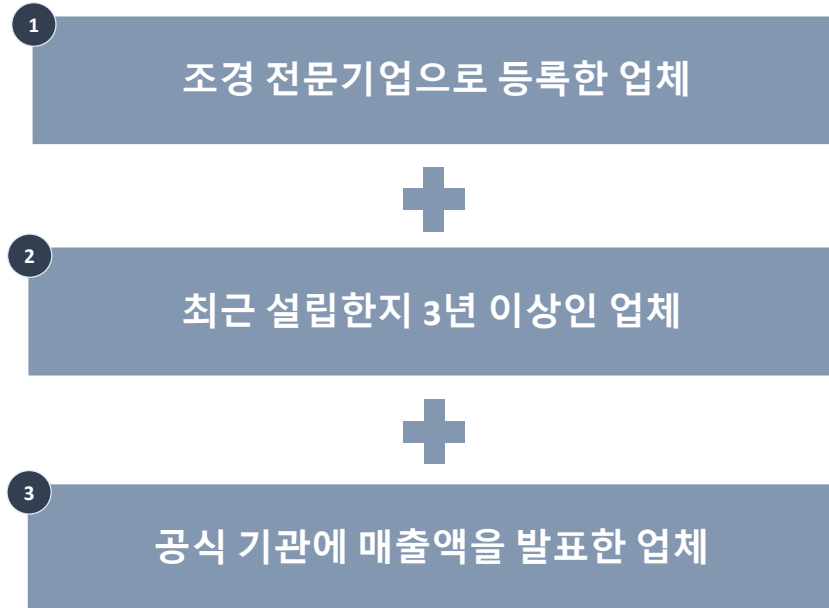 1
조경 전문기업으로 등록한 업체
2
최근 설립한지 3년 이상인 업체
3
공식 기관에 매출액을 발표한 업체